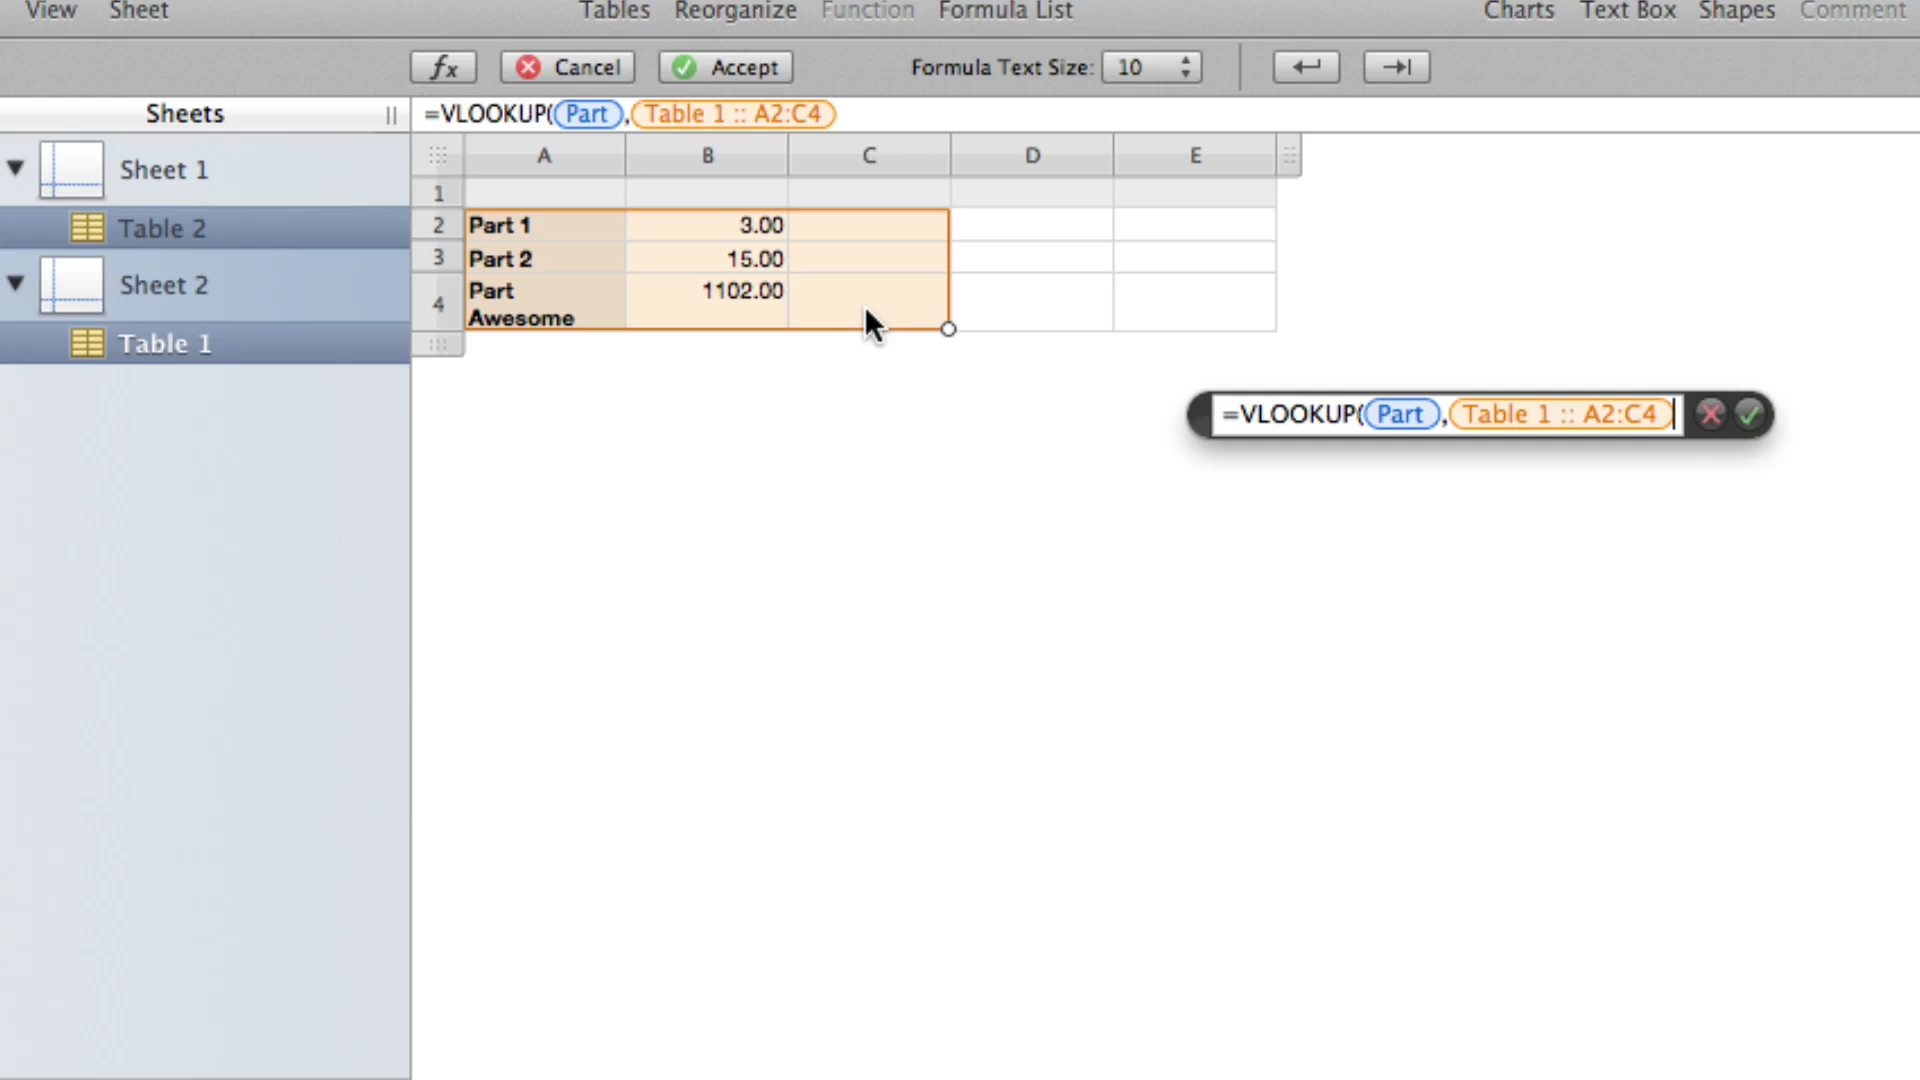 View Sheet Tables Reorganize Function Formula List Charts Text Box Shapes Comment
fx Cancel Accept Formula Text Size: 10
Sheets =VLOOKUP(Part,Table 1 :: A2:C4
A B C D E
Sheet 1
1
2 Part 1 3.00
Table 2
3 Part 2 15.00
Sheet 2
4 Part Awesome 1102.00
Table 1
=VLOOKUP(Part,Table 1 :: A2:C4